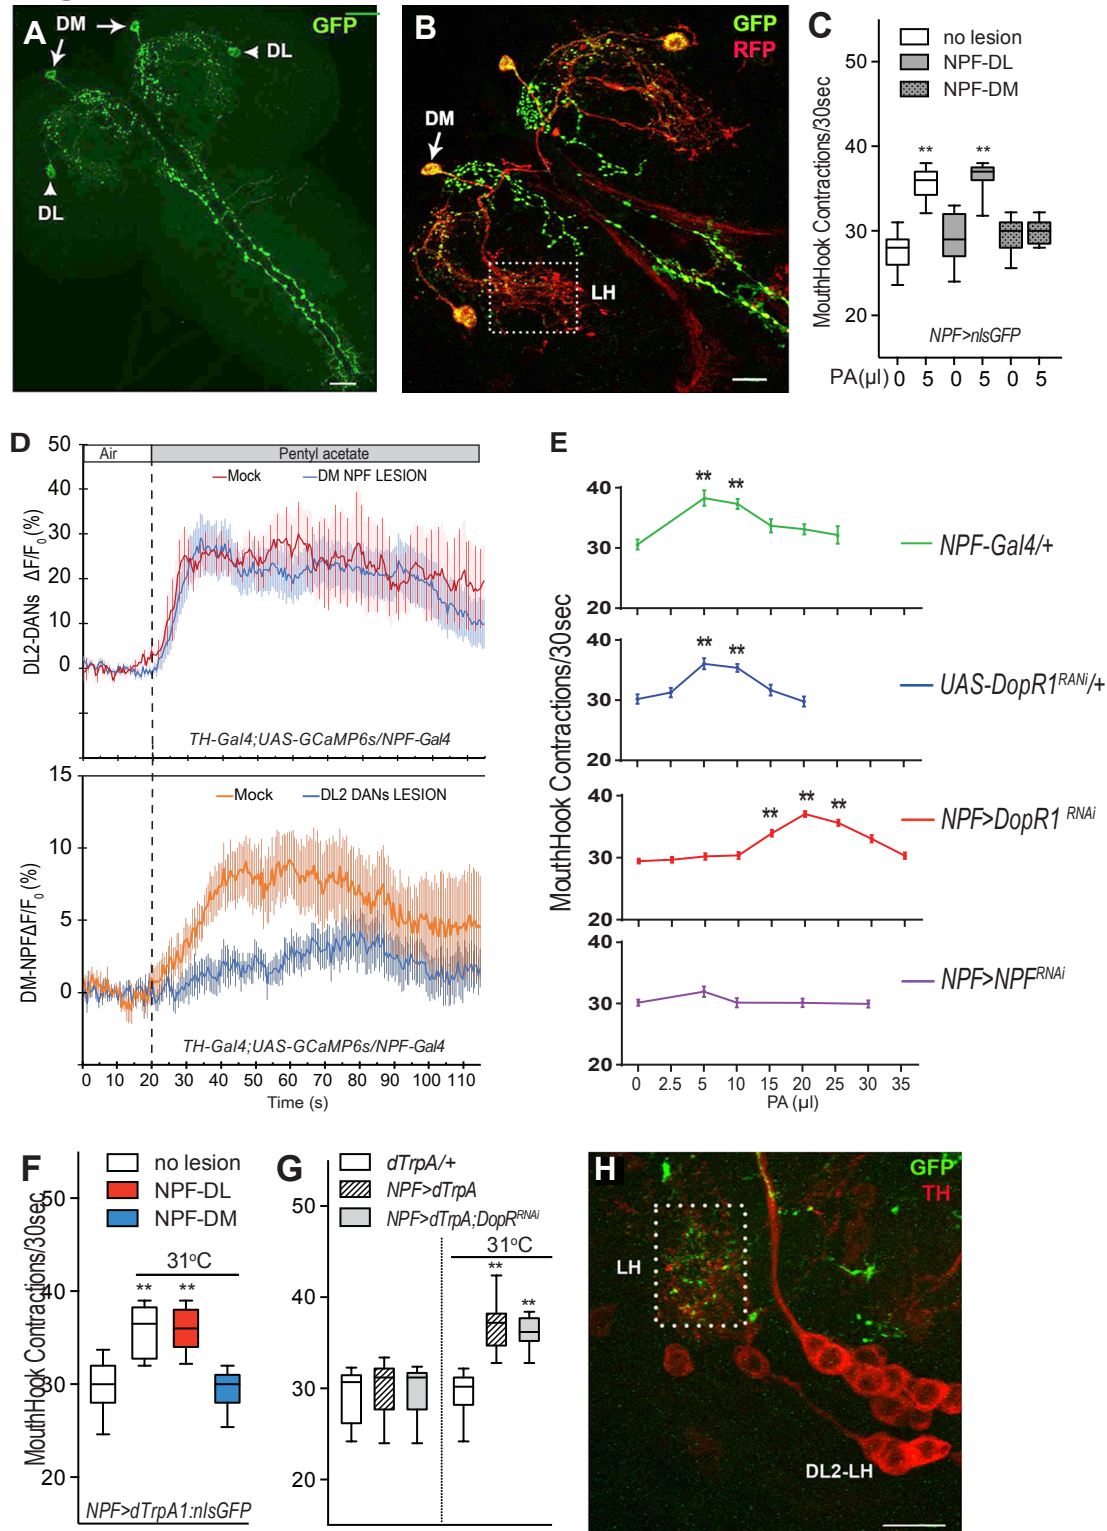 A
DM
GFP
DL
DL
B
GFP
RFP
DM
LH
C
no lesion
NPF-DL
NPF-DM
MouthHook Contractions/30sec
50
40
30
20
**
**
NPF>nlsGFP
PA(µl) 0 5 0 5 0 5
D
50
40
30
20
10
0
Air
Pentyl acetate
Mock
DM NPF LESION
DL2-DANs ΔF/F0 (%)
TH-Gal4;UAS-GCaMP6s/NPF-Gal4
15
10
5
0
Mock
DL2 DANs LESION
DM-NPFΔF/F0 (%)
TH-Gal4;UAS-GCaMP6s/NPF-Gal4
0 10 20 30 40 50 60 70 80 90 100 110
Time (s)
E
MouthHook Contractions/30sec
40
30
20
** **
NPF-Gal4/+
40
30
20
** **
UAS-DopR1RANi/+
40
30
20
** ** **
NPF>DopR1 RNAi
40
30
20
NPF>NPFRNAi
0 2.5 5 10 15 20 25 30 35
PA (µl)
F
no lesion
NPF-DL
NPF-DM
MouthHook Contractions/30sec
50
40
30
20
31oC
** **
NPF>dTrpA1:nlsGFP
G
dTrpA/+
NPF>dTrpA
NPF>dTrpA;DopRRNAi
50
40
30
20
31oC
**
**
H
GFP
TH
LH
DL2-LH